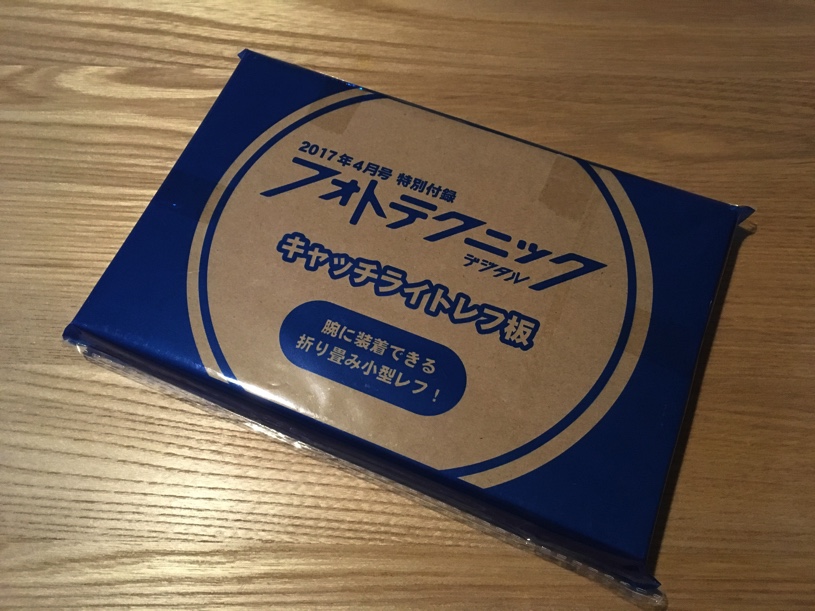 2017年4月号 特別付録
フォトテクニック
デジタル
キャッチライトレフ板
腕に装着できる
折り畳み小型レフ！